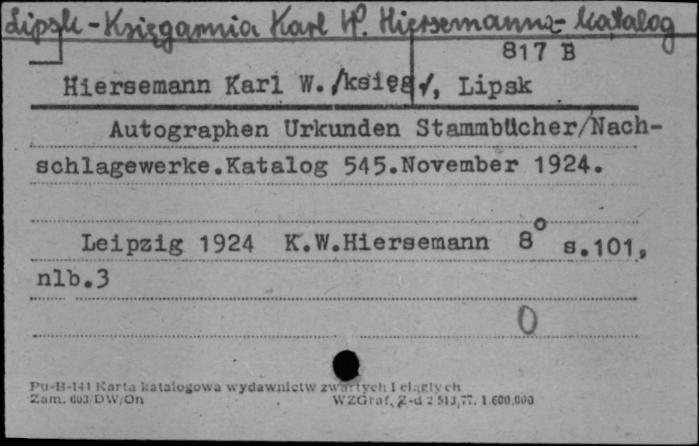 Lipsk - Księgarnia Karl W. Hiersemanna - katalog
817 B
Hiersemann Karl W./księg/, Lipsk
Autographen Urkunden Stammbücher/Nach-
schlagewerke.Katalog 545.November 1924.
Leipzig 1924 K.W.Hiersemann 8° s.101,
nlb.3
0
Pu-B-141 Karta katalogowa wydawnictw zwartych i ciągłych
Zam. 603/DW/On WZGraf. Z-d 2 513/77. 1.600.000